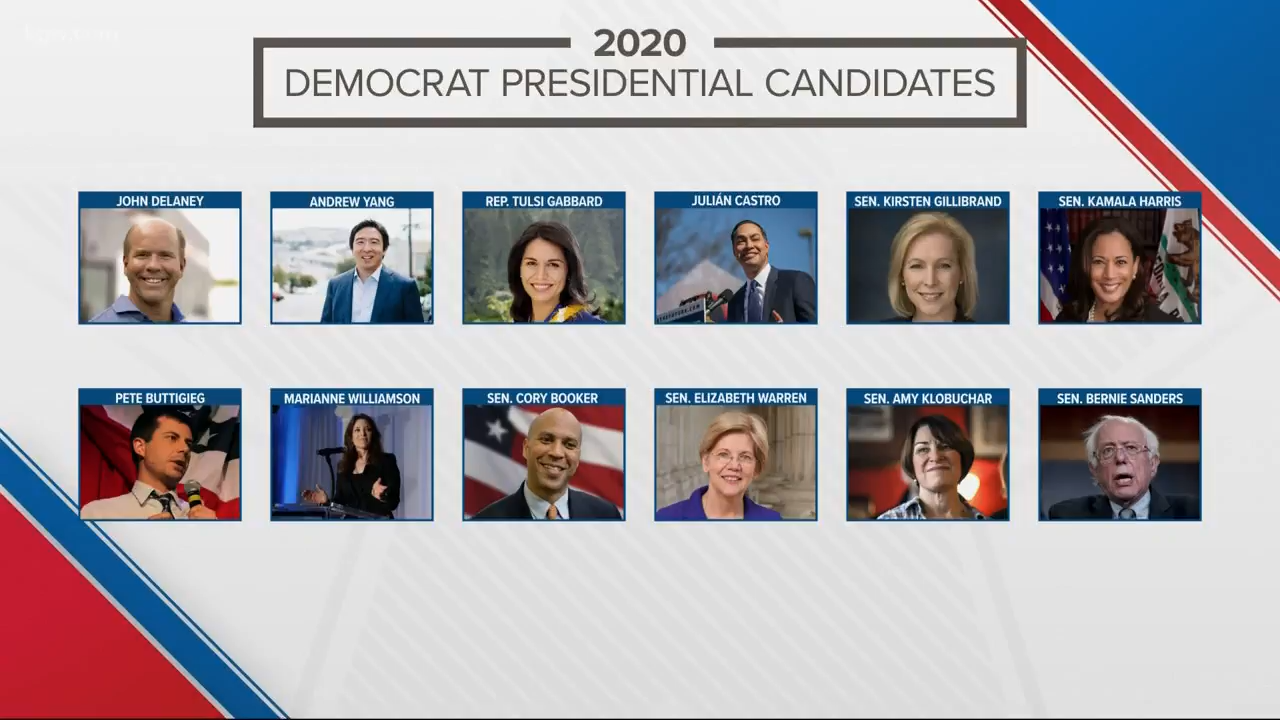 2020
DEMOCRAT PRESIDENTIAL CANDIDATES
JOHN DELANEY
ANDREW YANG
REP. TULSI GABBARD
JULIÁN CASTRO
SEN. KIRSTEN GILLIBRAND
SEN. KAMALA HARRIS
PETE BUTTIGIEG
MARIANNE WILLIAMSON
SEN. CORY BOOKER
SEN. ELIZABETH WARREN
SEN. AMY KLOBUCHAR
SEN. BERNIE SANDERS